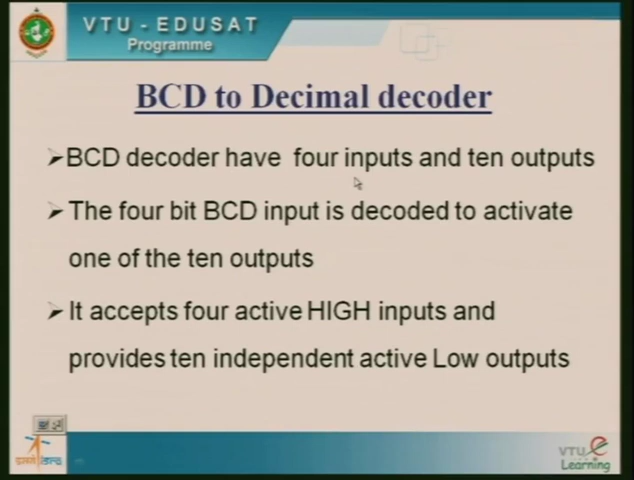 VTU - EDUSAT
Programme
BCD to Decimal decoder
➢BCD decoder have four inputs and ten outputs
➢ The four bit BCD input is decoded to activate
one of the ten outputs
➢ It accepts four active HIGH inputs and
provides ten independent active Low outputs
VTU e
Learning